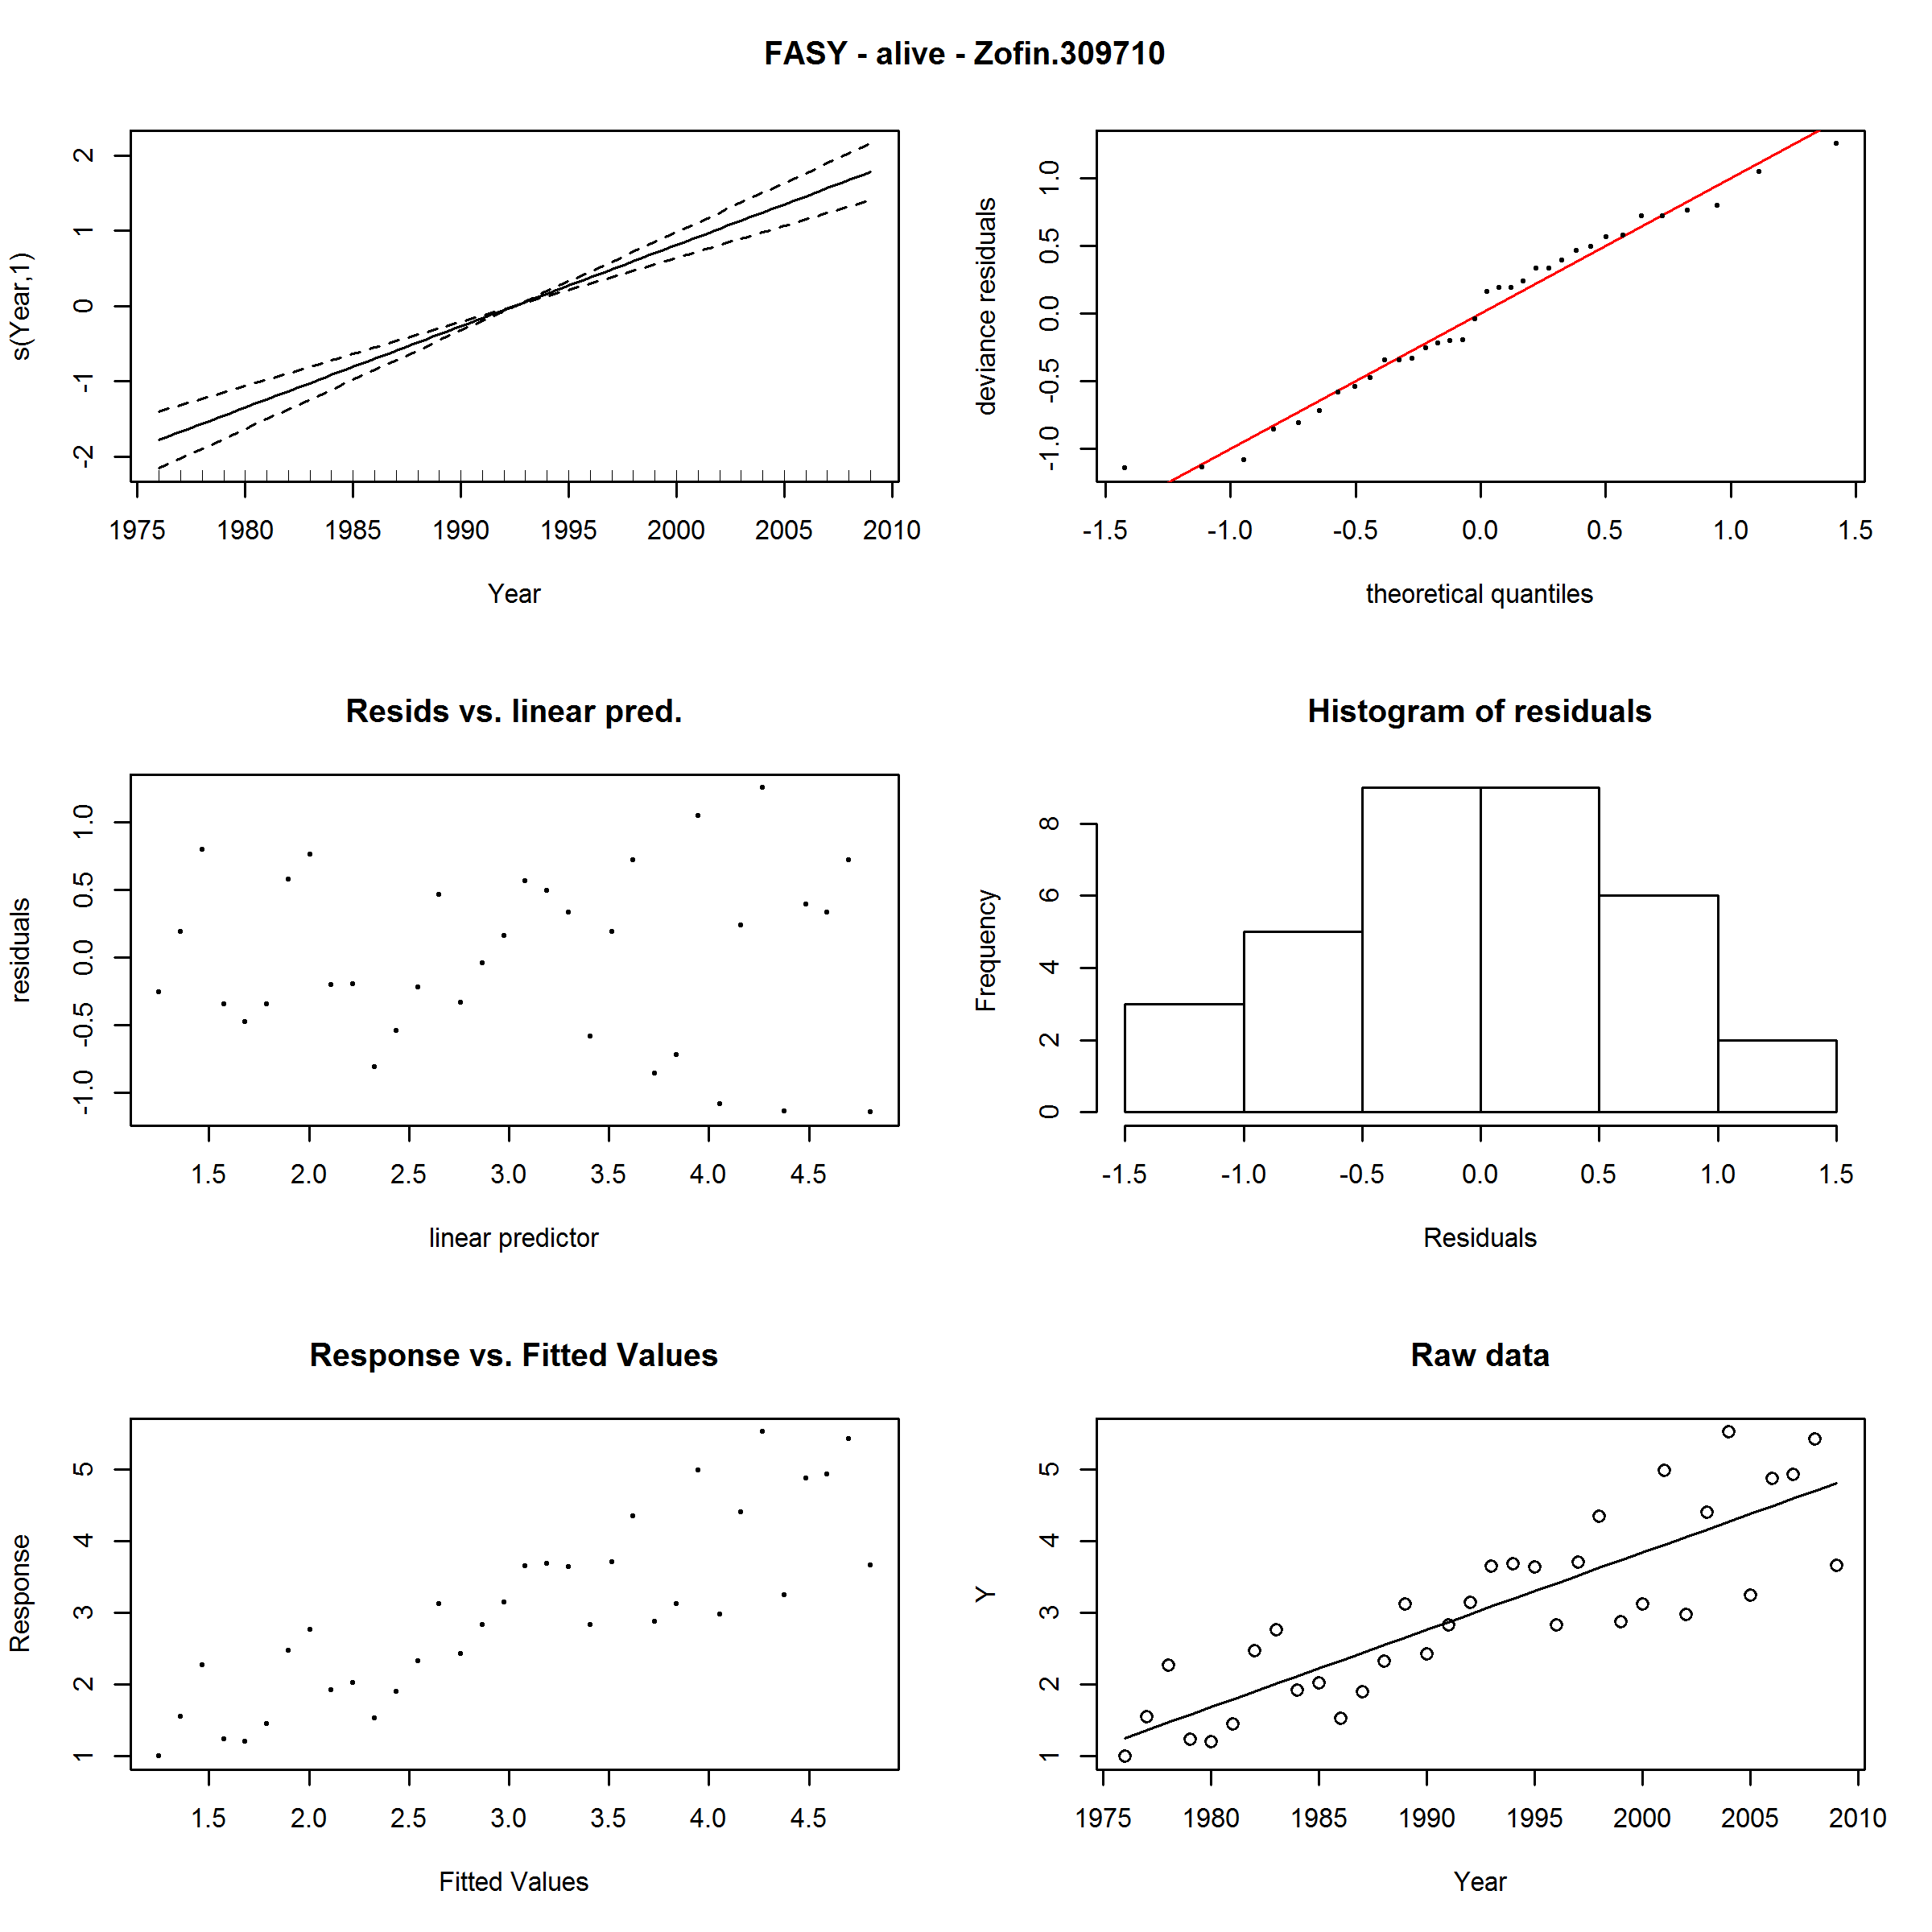 FASY - alive - Zofin.309710
s(Year,1)
2
1
0
-1
-2
1975 1980 1985 1990 1995 2000 2005 2010
Year
deviance residuals
1.0
0.5
0.0
-0.5
-1.0
-1.5 -1.0 -0.5 0.0 0.5 1.0 1.5
theoretical quantiles
Resids vs. linear pred.
residuals
1.0
0.5
0.0
-0.5
-1.0
1.5 2.0 2.5 3.0 3.5 4.0 4.5
linear predictor
Histogram of residuals
Frequency
8
6
4
2
0
-1.5 -1.0 -0.5 0.0 0.5 1.0 1.5
Residuals
Response vs. Fitted Values
Response
5
4
3
2
1
1.5 2.0 2.5 3.0 3.5 4.0 4.5
Fitted Values
Raw data
Y
5
4
3
2
1
1975 1980 1985 1990 1995 2000 2005 2010
Year